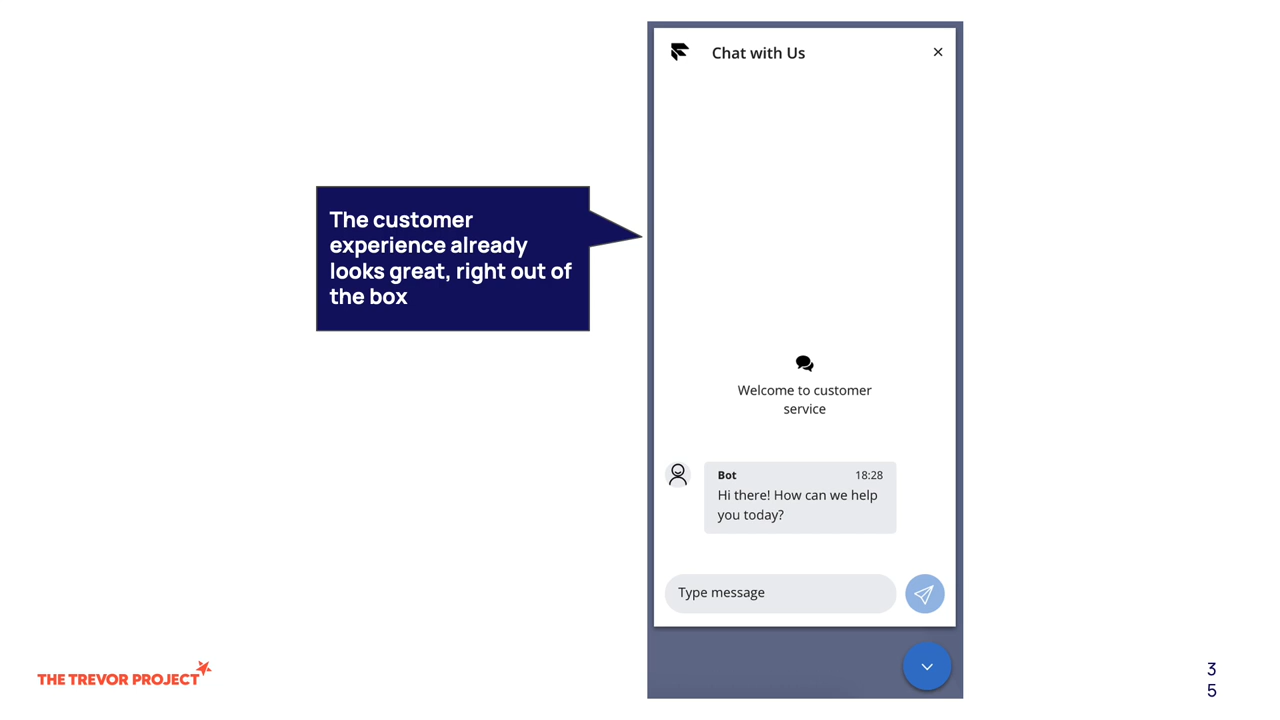 Chat with Us
The customer
experience already
looks great, right out of
the box
Welcome to customer
service
Bot 18:28
Hi there! How can we help
you today?
Type message
THE TREVOR PROJECT
3
5